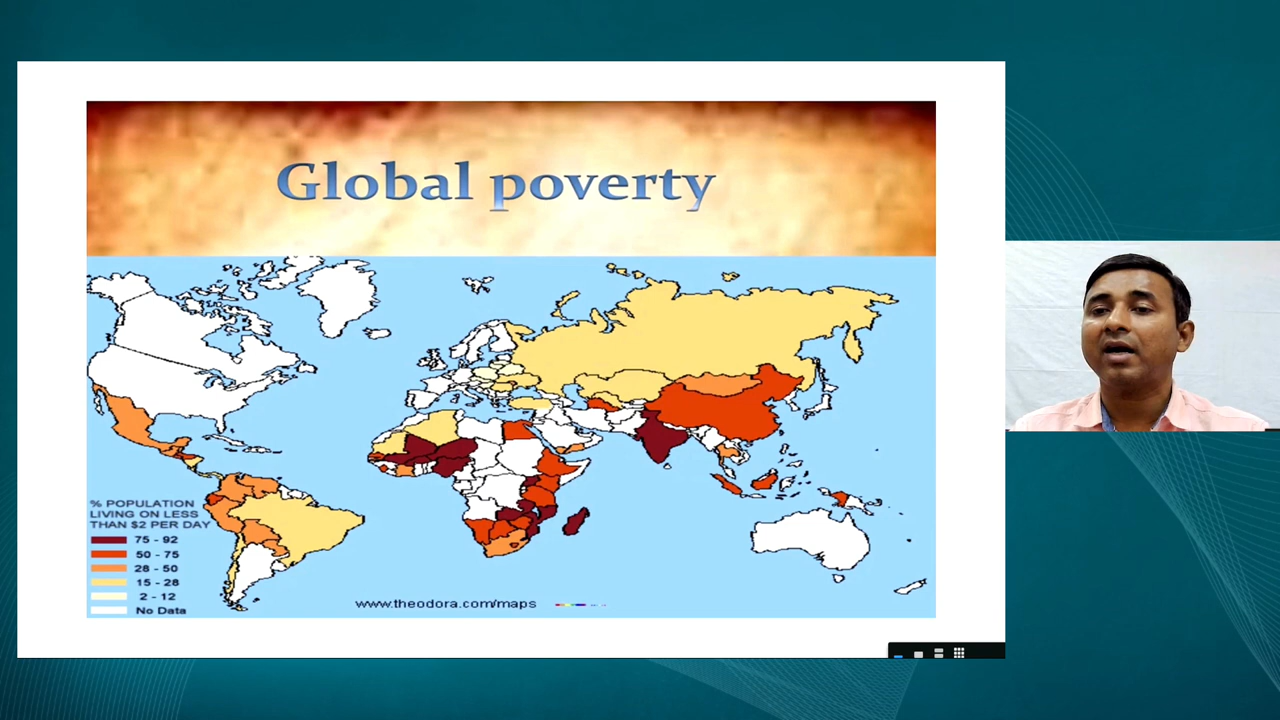 Global poverty
% POPULATION
LIVING ON LESS
THAN $2 PER DAY
75 - 92
50 - 75
28 - 50
15 - 28
2 - 12
No Data
www.theodora.com/maps